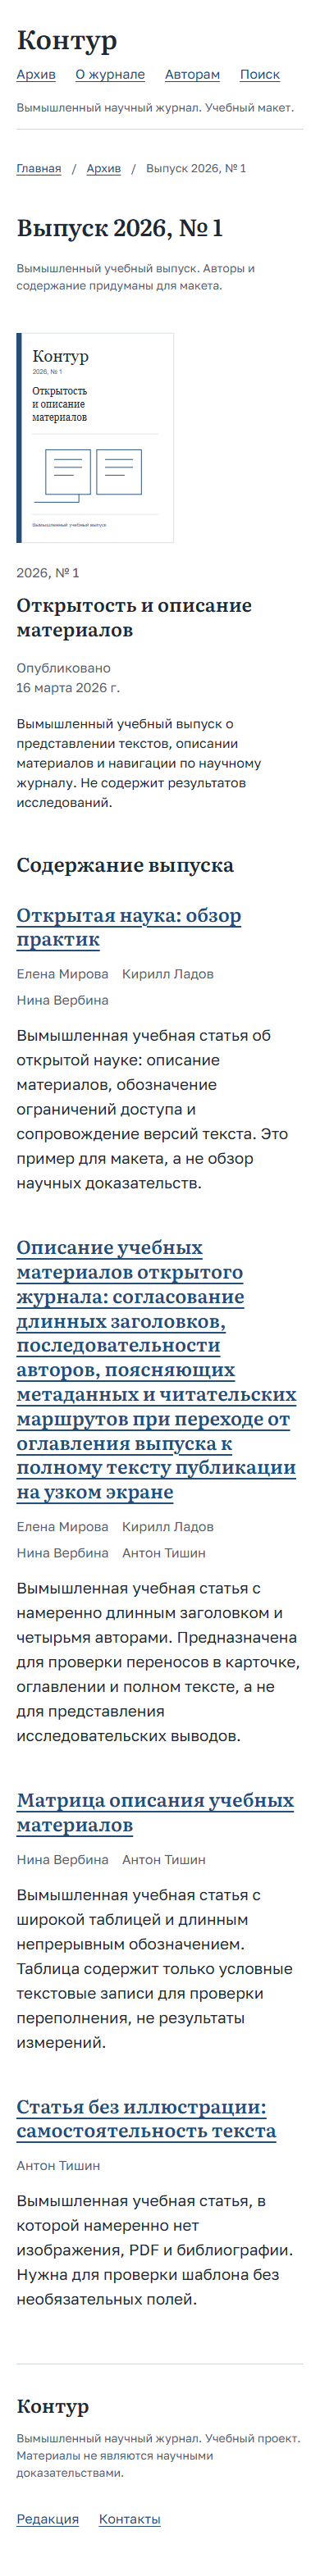 Контур
Архив О журнале Авторам Поиск
Вымышленный научный журнал. Учебный макет.
Главная / Архив / Выпуск 2026, № 1
Выпуск 2026, № 1
Вымышленный учебный выпуск. Авторы и
содержание придуманы для макета.
Контур
2026, № 1
Открытость
и описание
материалов
Вымышленный учебный выпуск
2026, № 1
Открытость и описание
материалов
Опубликовано
16 марта 2026 г.
Вымышленный учебный выпуск о
представлении текстов, описании
материалов и навигации по научному
журналу. Не содержит результатов
исследований.
Содержание выпуска
Открытая наука: обзор
практик
Елена Мирова Кирилл Ладов
Нина Вербина
Вымышленная учебная статья об
открытой науке: описание
материалов, обозначение
ограничений доступа и
сопровождение версий текста. Это
пример для макета, а не обзор
научных доказательств.
Описание учебных
материалов открытого
журнала: согласование
длинных заголовков,
последовательности
авторов, поясняющих
метаданных и читательских
маршрутов при переходе от
оглавления выпуска к
полному тексту публикации
на узком экране
Елена Мирова Кирилл Ладов
Нина Вербина Антон Тишин
Вымышленная учебная статья с
намеренно длинным заголовком и
четырьмя авторами. Предназначена
для проверки переносов в карточке,
оглавлении и полном тексте, а не
для представления
исследовательских выводов.
Матрица описания учебных
материалов
Нина Вербина Антон Тишин
Вымышленная учебная статья с
широкой таблицей и длинным
непрерывным обозначением.
Таблица содержит только условные
текстовые записи для проверки
переполнения, не результаты
измерений.
Статья без иллюстрации:
самостоятельность текста
Антон Тишин
Вымышленная учебная статья, в
которой намеренно нет
изображения, PDF и библиографии.
Нужна для проверки шаблона без
необязательных полей.
Контур
Вымышленный научный журнал. Учебный проект.
Материалы не являются научными
доказательствами.
Редакция Контакты